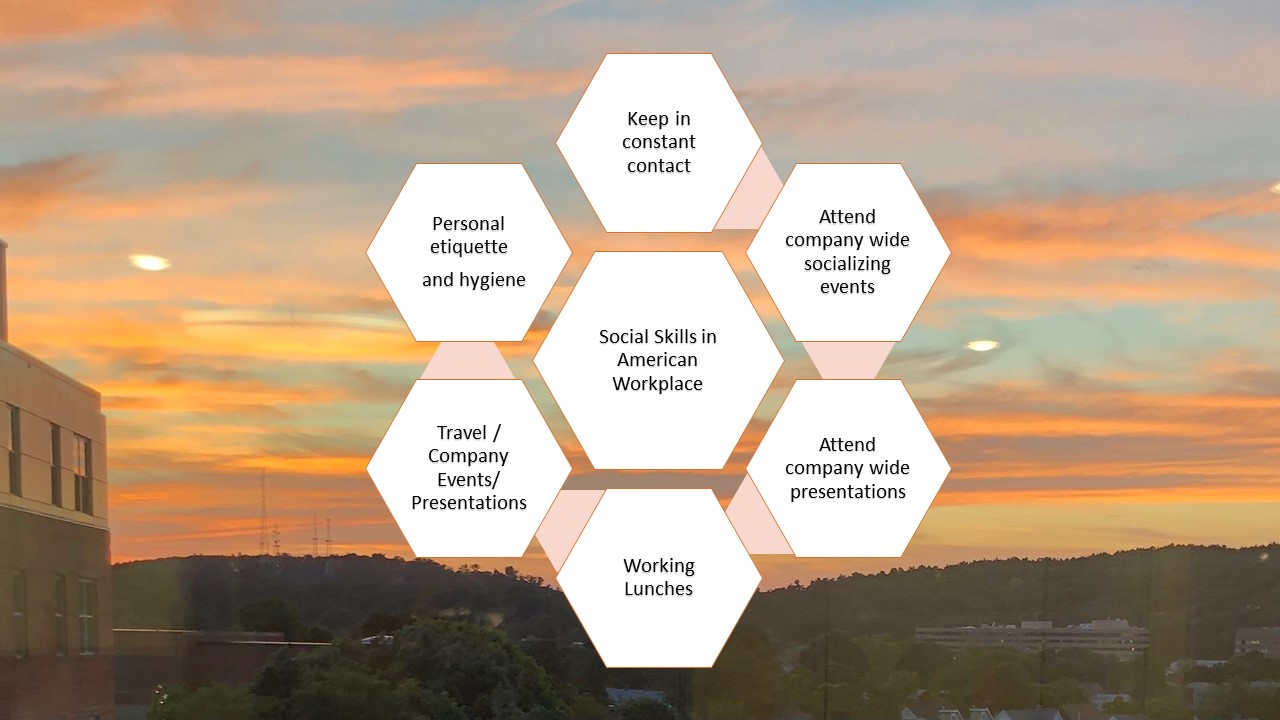 Keep in
constant
contact
Personal
etiquette
and hygiene
Attend
company wide
socializing
events
Social Skills in
American
Workplace
Travel /
Company
Events/
Presentations
Attend
company wide
presentations
Working
Lunches